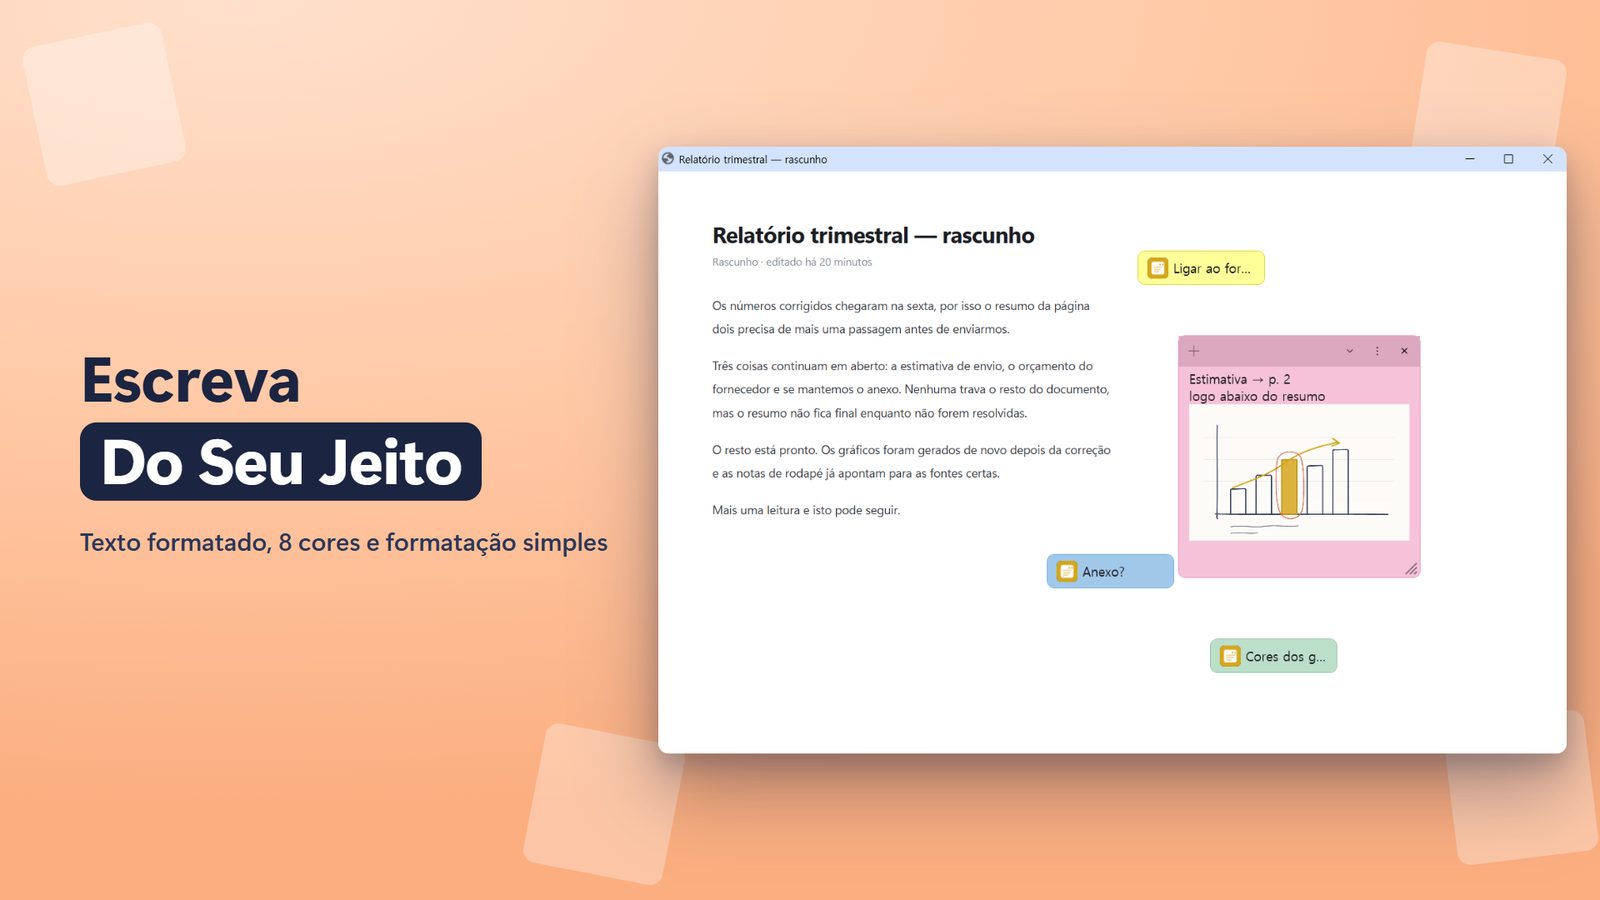 Escreva
Do Seu Jeito
Texto formatado, 8 cores e formatação simples
Relatório trimestral — rascunho
Relatório trimestral — rascunho
Rascunho · editado há 20 minutos
Os números corrigidos chegaram na sexta, por isso o resumo da página
dois precisa de mais uma passagem antes de enviarmos.
Três coisas continuam em aberto: a estimativa de envio, o orçamento do
fornecedor e se mantemos o anexo. Nenhuma trava o resto do documento,
mas o resumo não fica final enquanto não forem resolvidas.
O resto está pronto. Os gráficos foram gerados de novo depois da correção
e as notas de rodapé já apontam para as fontes certas.
Mais uma leitura e isto pode seguir.
Ligar ao for...
Estimativa → p. 2
logo abaixo do resumo
Anexo?
Cores dos g...